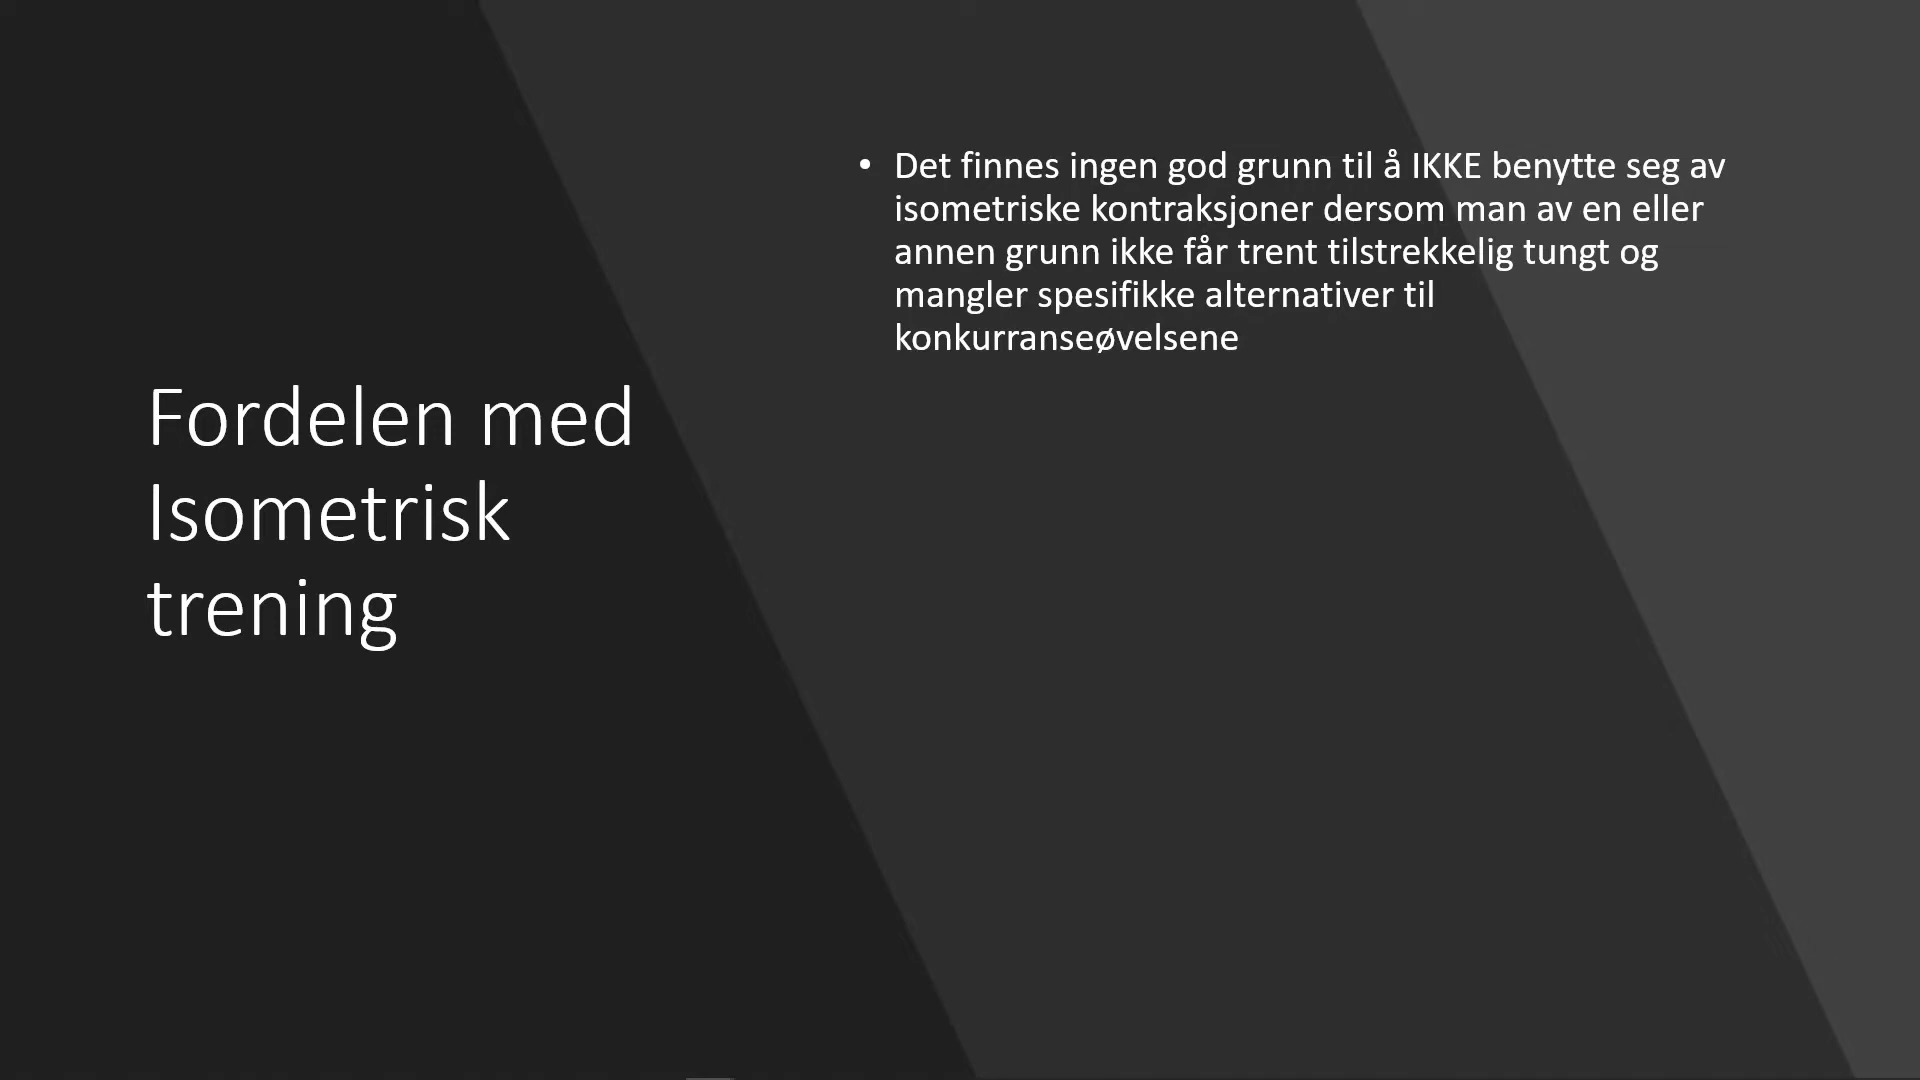 Fordelen med
Isometrisk
trening
• Det finnes ingen god grunn til å IKKE benytte seg av
isometriske kontraksjoner dersom man av en eller
annen grunn ikke får trent tilstrekkelig tungt og
mangler spesifikke alternativer til
konkurranseøvelsene